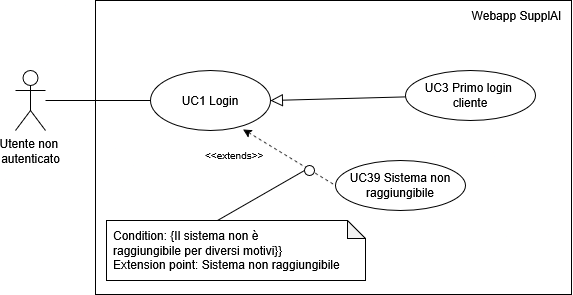 Webapp SupplAI
UC1 Login
UC3 Primo login
cliente
Utente non
autenticato
<<extends>>
UC39 Sistema non
raggiungibile
Condition: {Il sistema non è
raggiungibile per diversi motivi}}
Extension point: Sistema non raggiungibile